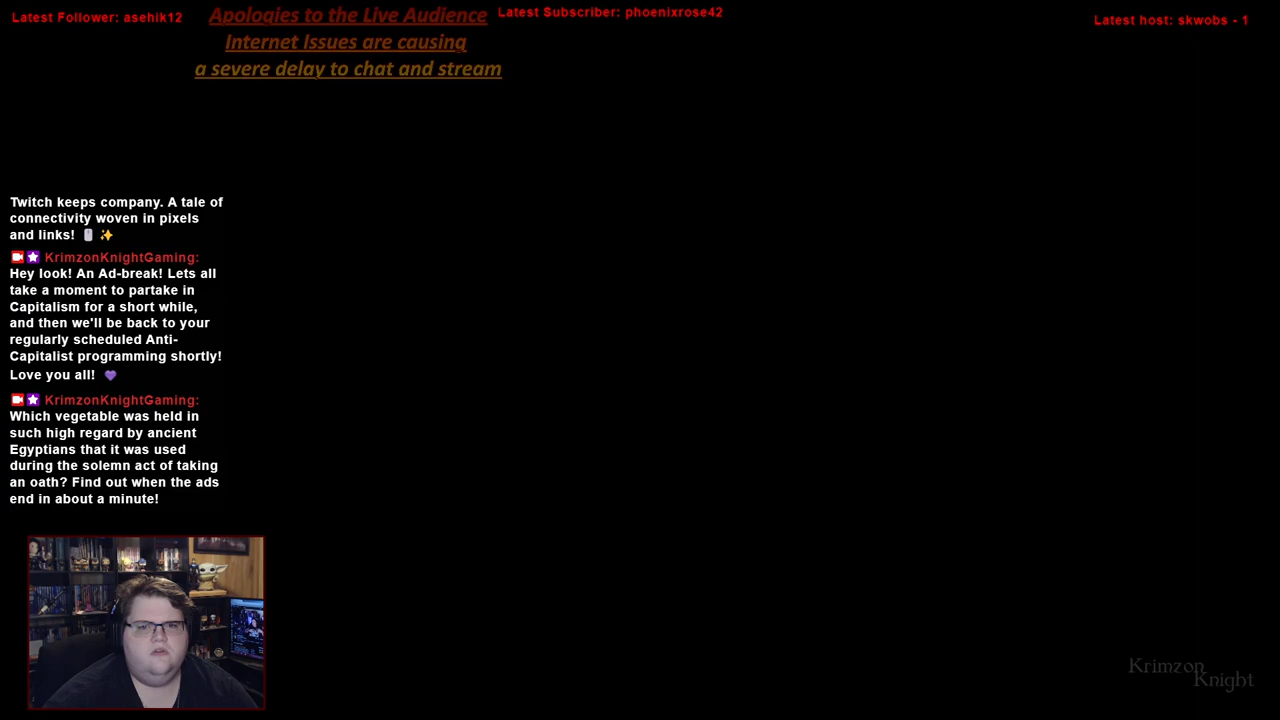 Latest Follower: asehik12
Apologies to the Live Audience
Internet Issues are causing
a severe delay to chat and stream
Latest Subscriber: phoenixrose42
Latest host: skwobs - 1
Twitch keeps company. A tale of
connectivity woven in pixels
and links! 🖱️ ✨
KrimzonKnightGaming:
Hey look! An Ad-break! Lets all
take a moment to partake in
Capitalism for a short while,
and then we'll be back to your
regularly scheduled Anti-
Capitalist programming shortly!
Love you all! 💜
KrimzonKnightGaming:
Which vegetable was held in
such high regard by ancient
Egyptians that it was used
during the solemn act of taking
an oath? Find out when the ads
end in about a minute!
Krimzon
Knight